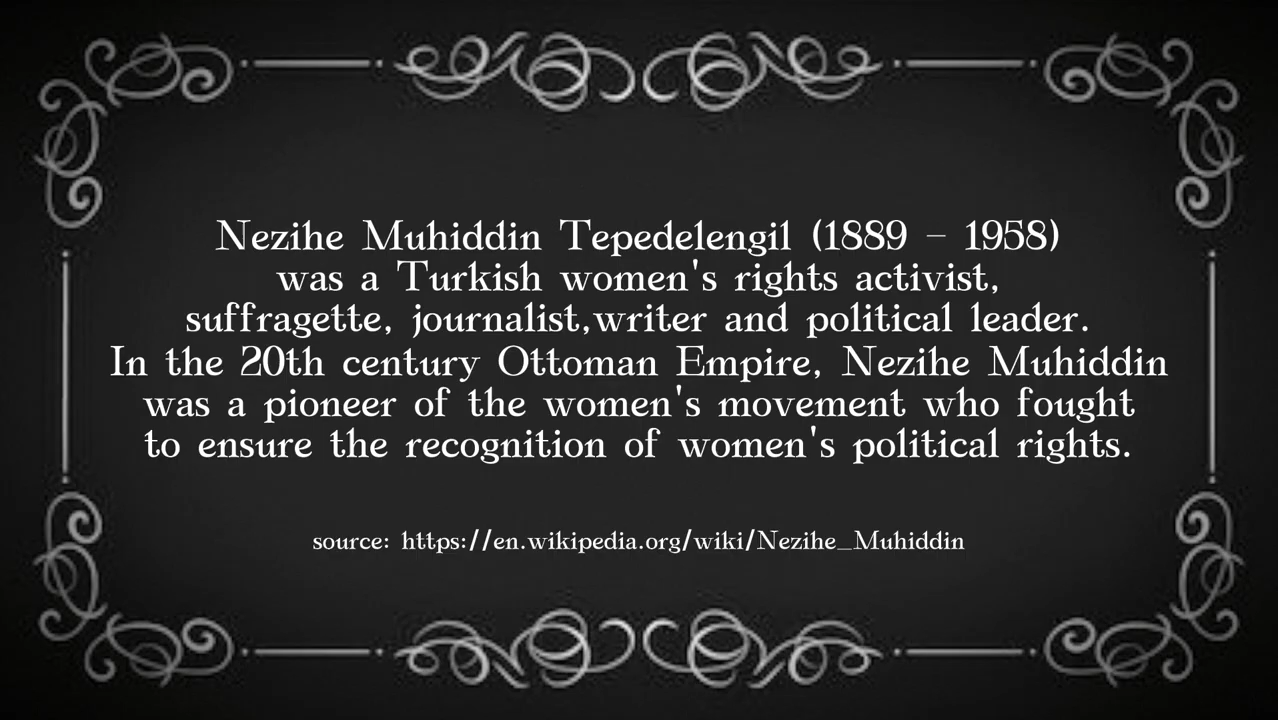 Nezihe Muhiddin Tepedelengil (1889 – 1958)
was a Turkish women's rights activist,
suffragette, journalist,writer and political leader.
In the 20th century Ottoman Empire, Nezihe Muhiddin
was a pioneer of the women's movement who fought
to ensure the recognition of women's political rights.
source: https://en.wikipedia.org/wiki/Nezihe_Muhiddin